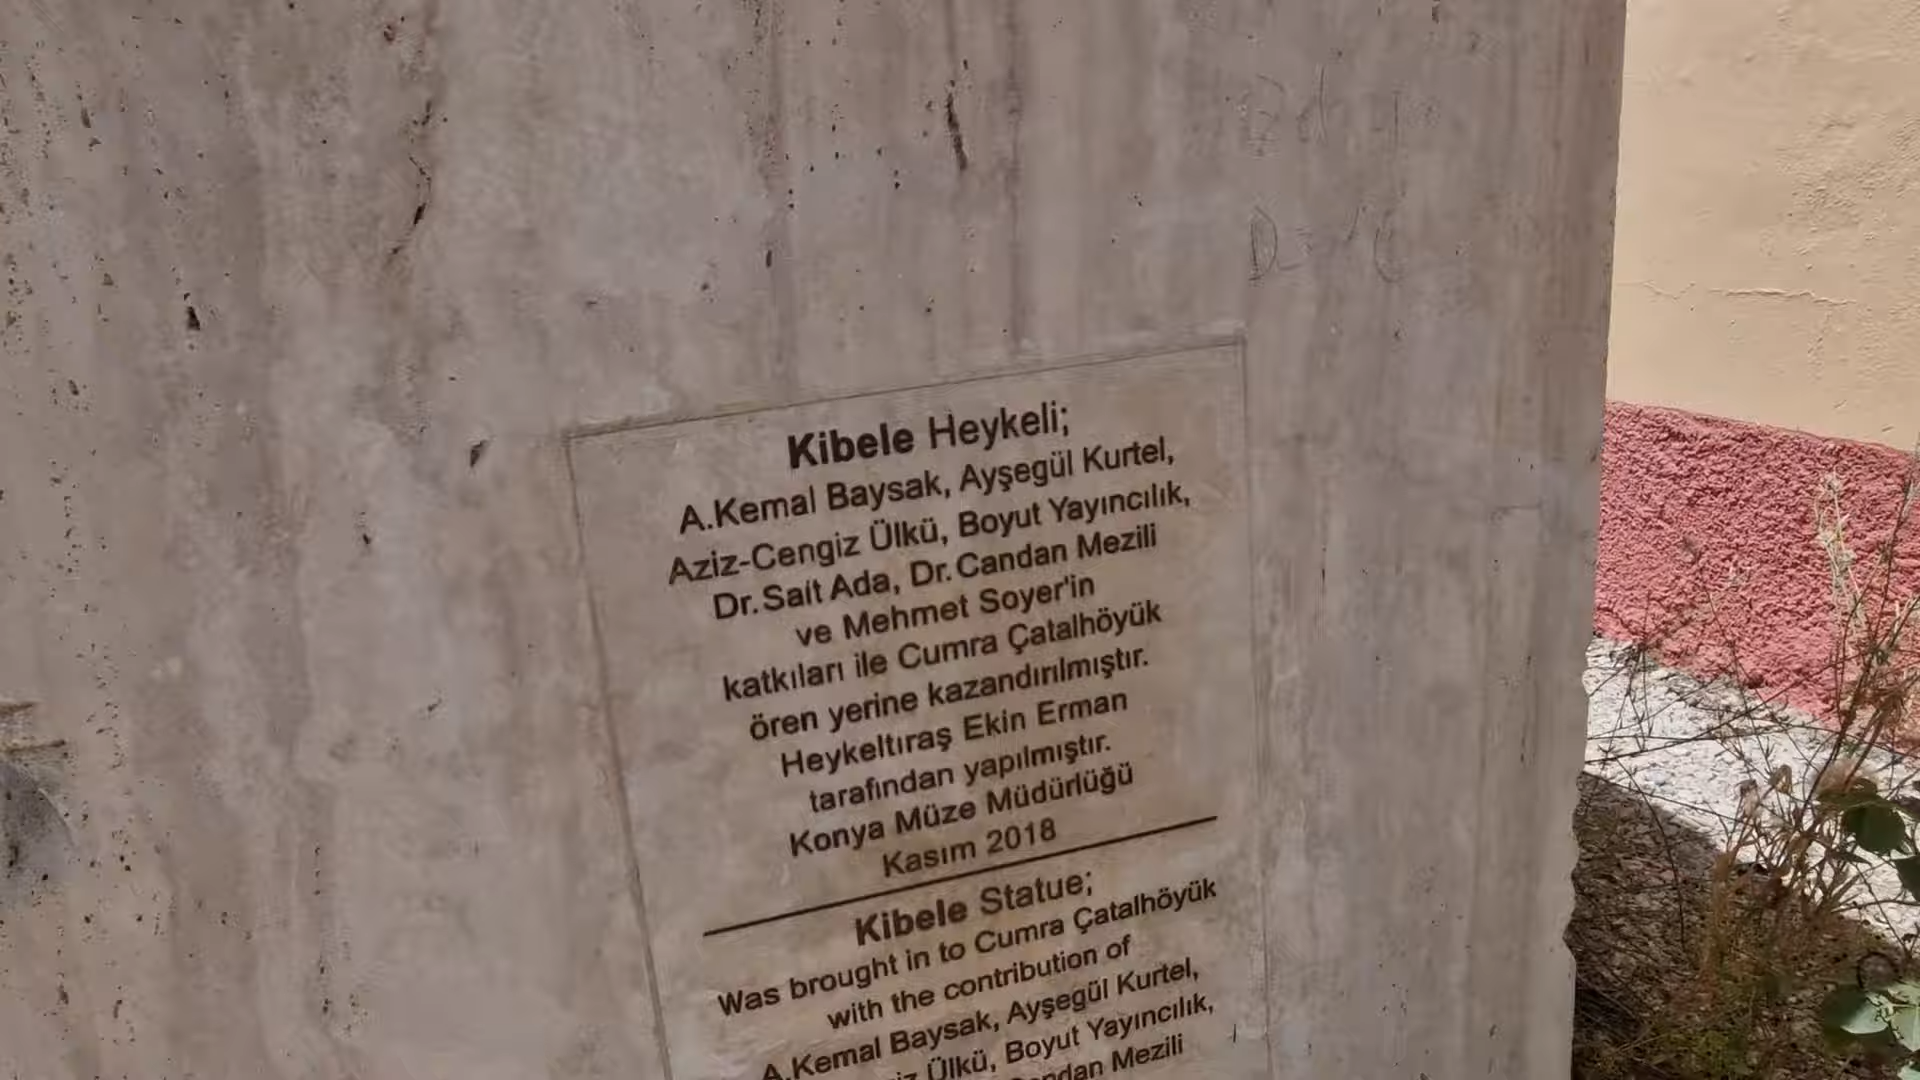 Kibele Heykeli;
A.Kemal Baysak, Ayşegül Kurtel,
Aziz-Cengiz Ülkü, Boyut Yayıncılık,
Dr.Sait Ada, Dr.Candan Mezili
ve Mehmet Soyer'in
katkıları ile Cumra Çatalhöyük
ören yerine kazandırılmıştır.
Heykeltıraş Ekin Erman
tarafından yapılmıştır.
Konya Müze Müdürlüğü
Kasım 2018
Kibele Statue;
Was brought in to Cumra Çatalhöyük
with the contribution of
A.Kemal Baysak, Ayşegül Kurtel,
Ülkü, Boyut Yayıncılık,
Mezili